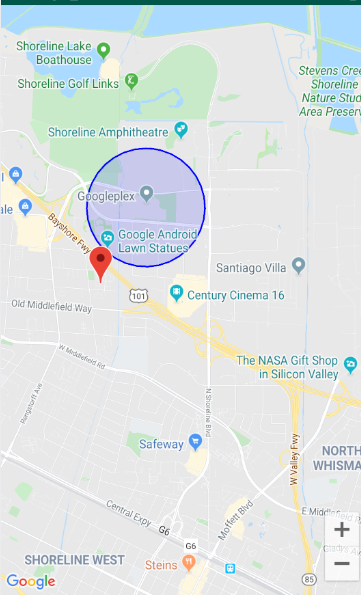 Shoreline Lake
Boathouse
Shoreline Golf Links
Stevens Cree
Shoreline
Nature Stud
Area Preserv
Shoreline Amphitheatre
l
ale
Googleplex
Bayshore Fwy
Google Android
Lawn Statues
Santiago Villa
101
Century Cinema 16
Old Middlefield Way
W Middlefield Rd
The NASA Gift Shop
in Silicon Valley
Rengstorff Ave
N Shoreline Blvd
Safeway
W Valley Fwy
NORTH
WHISMA
Central Expy
G6
Moffett Blvd
E Middlefield
+
G6
−
SHORELINE WEST
Steins
Google
85